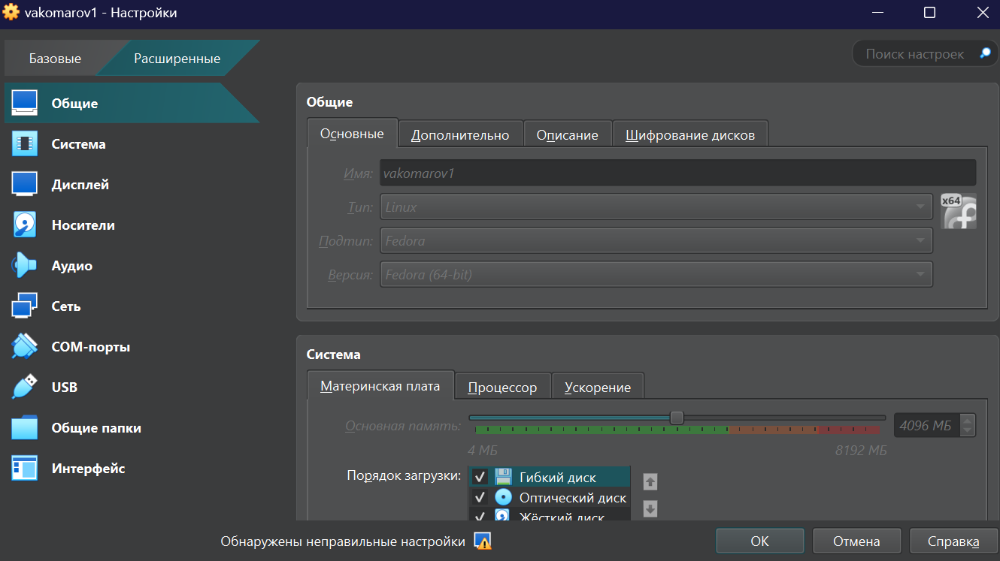 vakomarov1 - Настройки
Базовые
Расширенные
Поиск настроек
Общие
Система
Дисплей
Носители
Аудио
Сеть
COM-порты
USB
Общие папки
Интерфейс
Общие
Основные
Дополнительно
Описание
Шифрование дисков
Имя: vakomarov1
Тип: Linux
x64
Подтип: Fedora
Версия: Fedora (64-bit)
Система
Материнская плата
Процессор
Ускорение
Основная память:
4096 МБ
4 МБ
8192 МБ
Порядок загрузки:
Гибкий диск
Оптический диск
Жёсткий диск
Обнаружены неправильные настройки
OK
Отмена
Справка